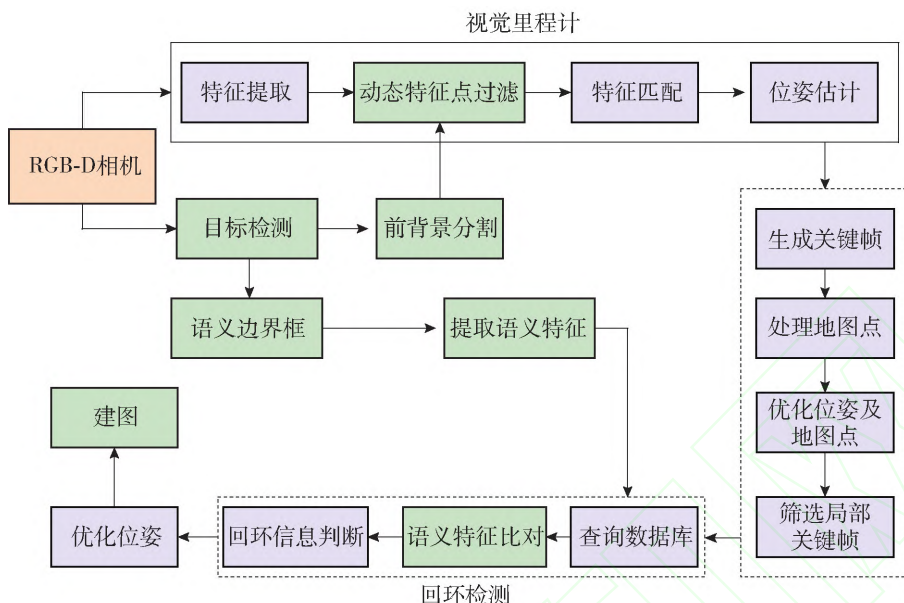 视觉里程计
特征提取
动态特征点过滤
特征匹配
位姿估计
RGB-D相机
目标检测
前背景分割
生成关键帧
语义边界框
提取语义特征
处理地图点
建图
优化位姿及
地图点
优化位姿
回环信息判断
语义特征比对
查询数据库
筛选局部
关键帧
回环检测